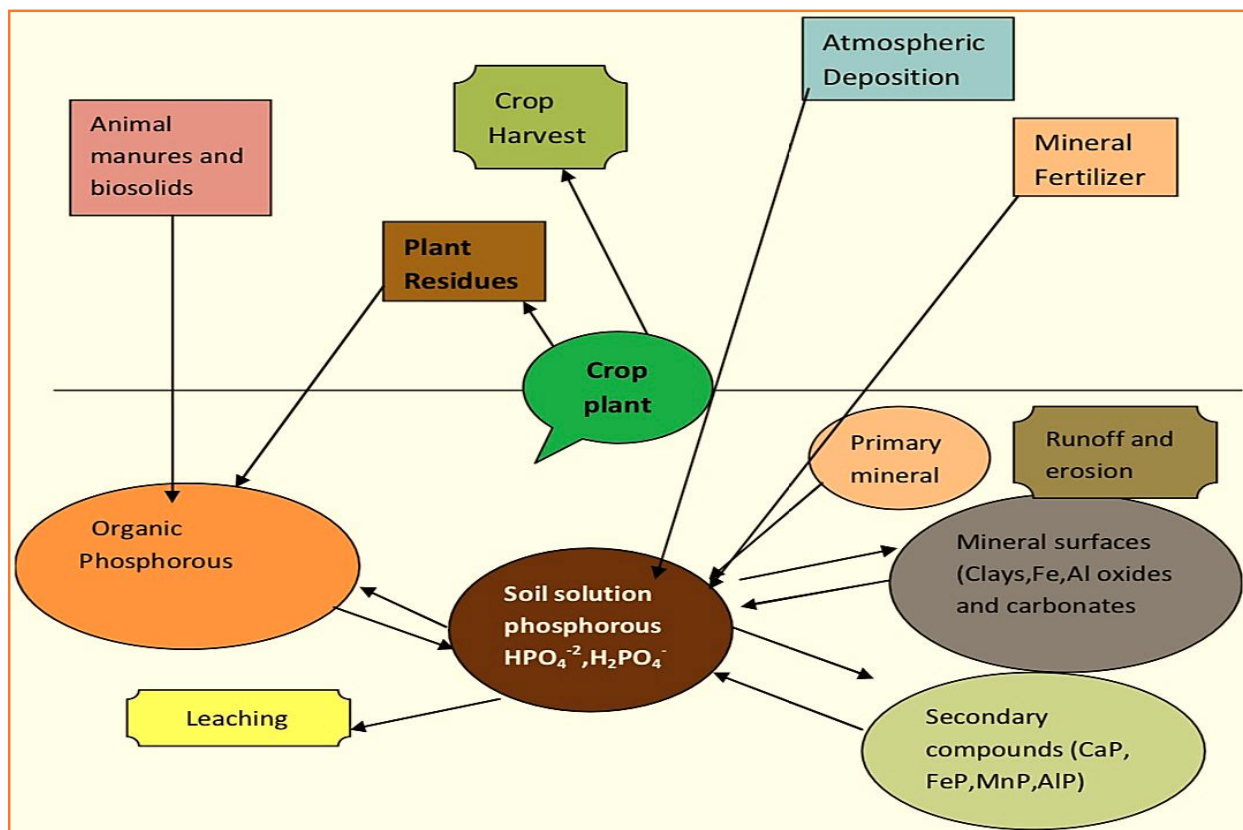 Atmospheric
Deposition
Crop
Harvest
Animal
manures and
biosolids
Mineral
Fertilizer
Plant
Residues
Crop
plant
Primary
mineral
Runoff and
erosion
Organic
Phosphorous
Mineral surfaces
(Clays,Fe,Al oxides
and carbonates
Soil solution
phosphorous
HPO₄⁻²,H₂PO₄⁻
Leaching
Secondary
compounds (CaP,
FeP,MnP,AlP)